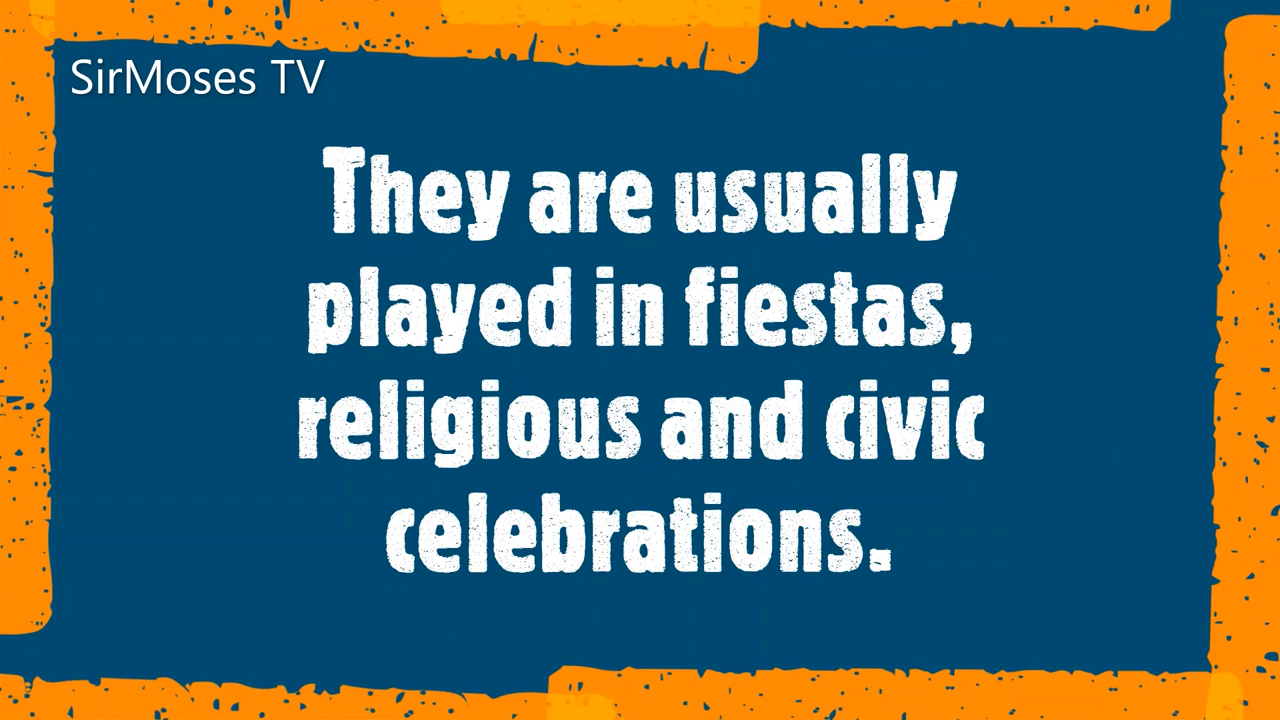 SirMoses TV
They are usually
played in fiestas,
religious and civic
celebrations.